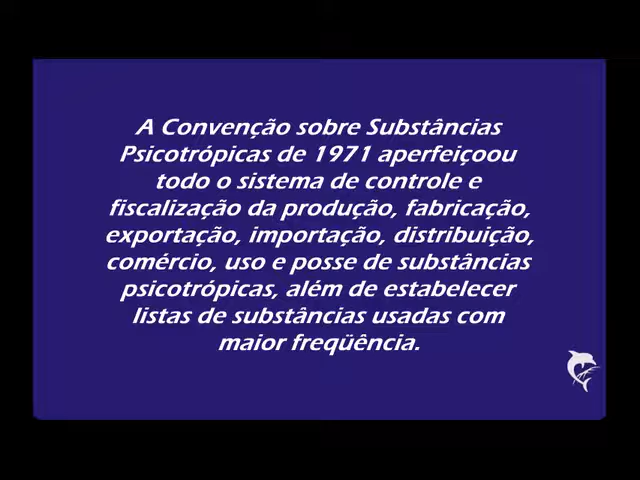 A Convenção sobre Substâncias
Psicotrópicas de 1971 aperfeiçoou
todo o sistema de controle e
fiscalização da produção, fabricação,
exportação, importação, distribuição,
comércio, uso e posse de substâncias
psicotrópicas, além de estabelecer
listas de substâncias usadas com
maior freqüência.